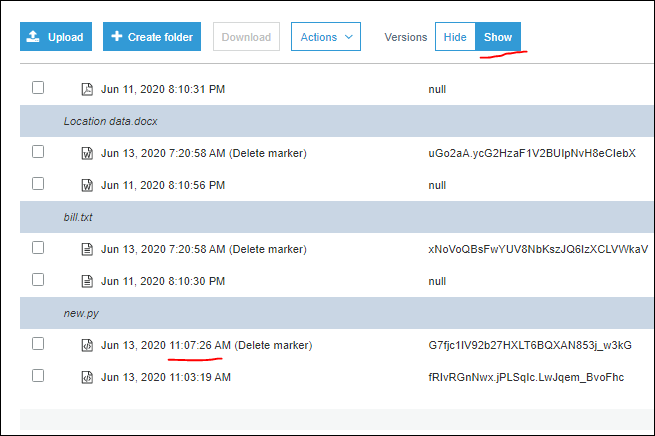 Upload Create folder Download Actions Versions Hide Show
Jun 11, 2020 8:10:31 PM null
Location data.docx
Jun 13, 2020 7:20:58 AM (Delete marker) uGo2aA.ycG2HzaF1V2BUIpNvH8eCIebX
Jun 11, 2020 8:10:56 PM null
bill.txt
Jun 13, 2020 7:20:58 AM (Delete marker) xNoVoQBsFwYUV8NbKszJQ6IzXCLVWkaV
Jun 11, 2020 8:10:30 PM null
new.py
Jun 13, 2020 11:07:26 AM (Delete marker) G7fjc1IV92b27HXLT6BQXAN853j_w3kG
Jun 13, 2020 11:03:19 AM fRIvRGnNwx.jPLSqIc.LwJqem_BvoFhc